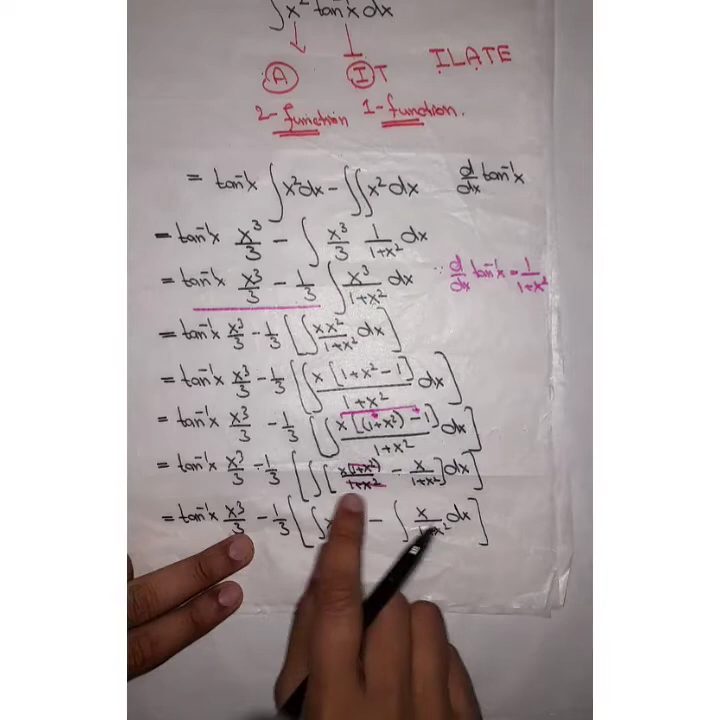 ∫x² tan⁻¹x dx
A I T ILATE
2-function 1-function.
= tan⁻¹x ∫x²dx - ∫∫x²dx d/dx tan⁻¹x
= tan⁻¹x x³/3 - ∫ x³/3 1/1+x² dx
= tan⁻¹x x³/3 - 1/3 ∫ x³/1+x² dx ∵ d/dx tan⁻¹x = 1/1+x²
= tan⁻¹x x³/3 - 1/3 [∫ x x²/1+x² dx]
= tan⁻¹x x³/3 - 1/3 [∫ x[1+x²-1]/1+x² dx]
= tan⁻¹x x³/3 - 1/3 [∫ x[(1+x²)-1]/1+x² dx]
= tan⁻¹x x³/3 - 1/3 [∫[x(1+x²)/1+x² - x/1+x²]dx]
= tan⁻¹x x³/3 - 1/3 [∫x - ∫ x/1+x² dx]